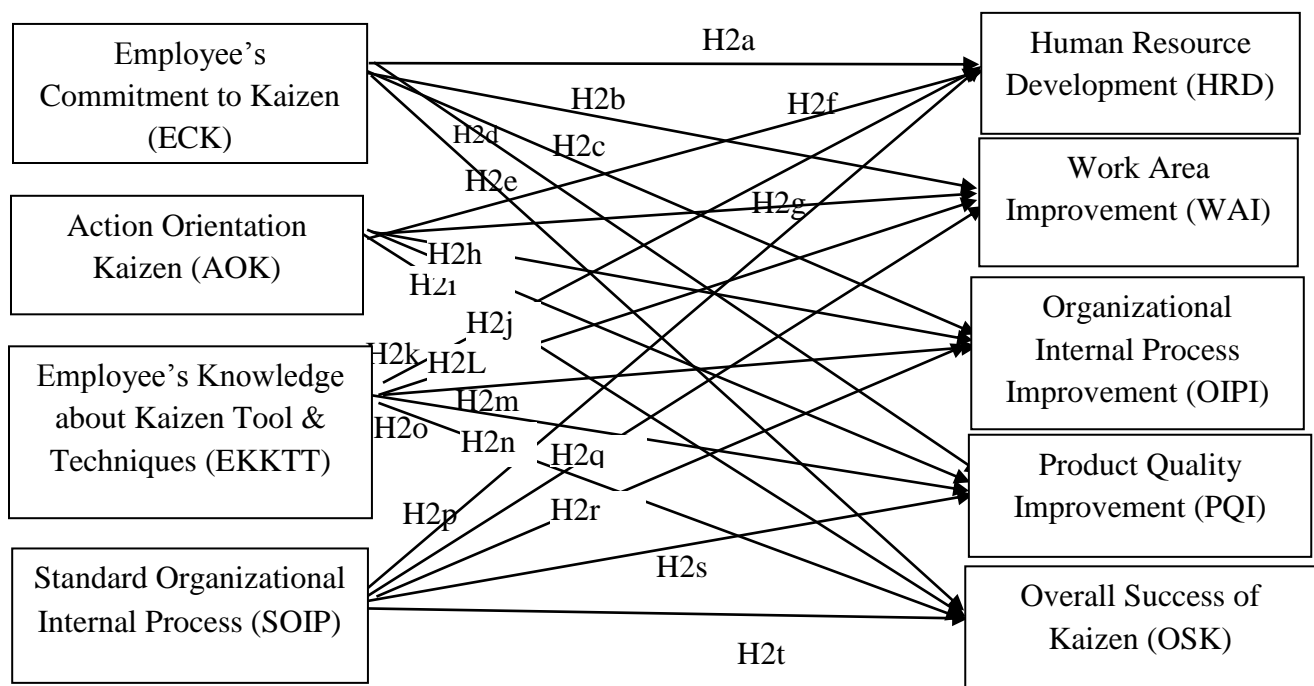 Employee’s
Commitment to Kaizen
(ECK)
Action Orientation
Kaizen (AOK)
Employee’s Knowledge
about Kaizen Tool &
Techniques (EKKTT)
Standard Organizational
Internal Process (SOIP)
H2a
H2b
H2f
H2d
H2c
H2e
H2g
H2h
H2i
H2j
H2k
H2L
H2m
H2o
H2n
H2q
H2p
H2r
H2s
H2t
Human Resource
Development (HRD)
Work Area
Improvement (WAI)
Organizational
Internal Process
Improvement (OIPI)
Product Quality
Improvement (PQI)
Overall Success of
Kaizen (OSK)